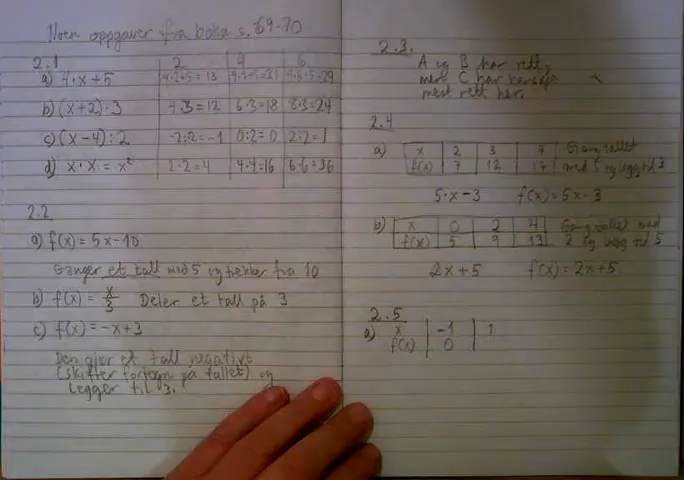 Noen oppgaver fra boka s. 69-70
2.1 2 4 6
a) 4·x+5 4·2+5=13 4·4+5=21 4·6+5=29
b) (x+2)·3 4·3=12 6·3=18 8·3=24
c) (x-4):2 -2:2=-1 0:2=0 2:2=1
d) x·x=x² 2·2=4 4·4=16 6·6=36
2.2
a) f(x)=5x-10
Ganger et tall med 5 og trekker fra 10
b) f(x)=x/3 Deler et tall på 3
c) f(x)=-x+3
Den gjør et tall negativt
(skifter fortegn på tallet) og
legger til 3.
2.3.
A og B har rett,
men C har
mest rett her.
2.4
a) x 2 3 Gang tallet
f(x) 7 12 17 med 5 og legg til 3
5·x-3 f(x)=5x-3
b) x 0 2 4 Gang tallet med
f(x) 5 9 13 2 og legg til 5
2x+5 f(x)=2x+5
2.5
a) x -1 1
f(x) 0